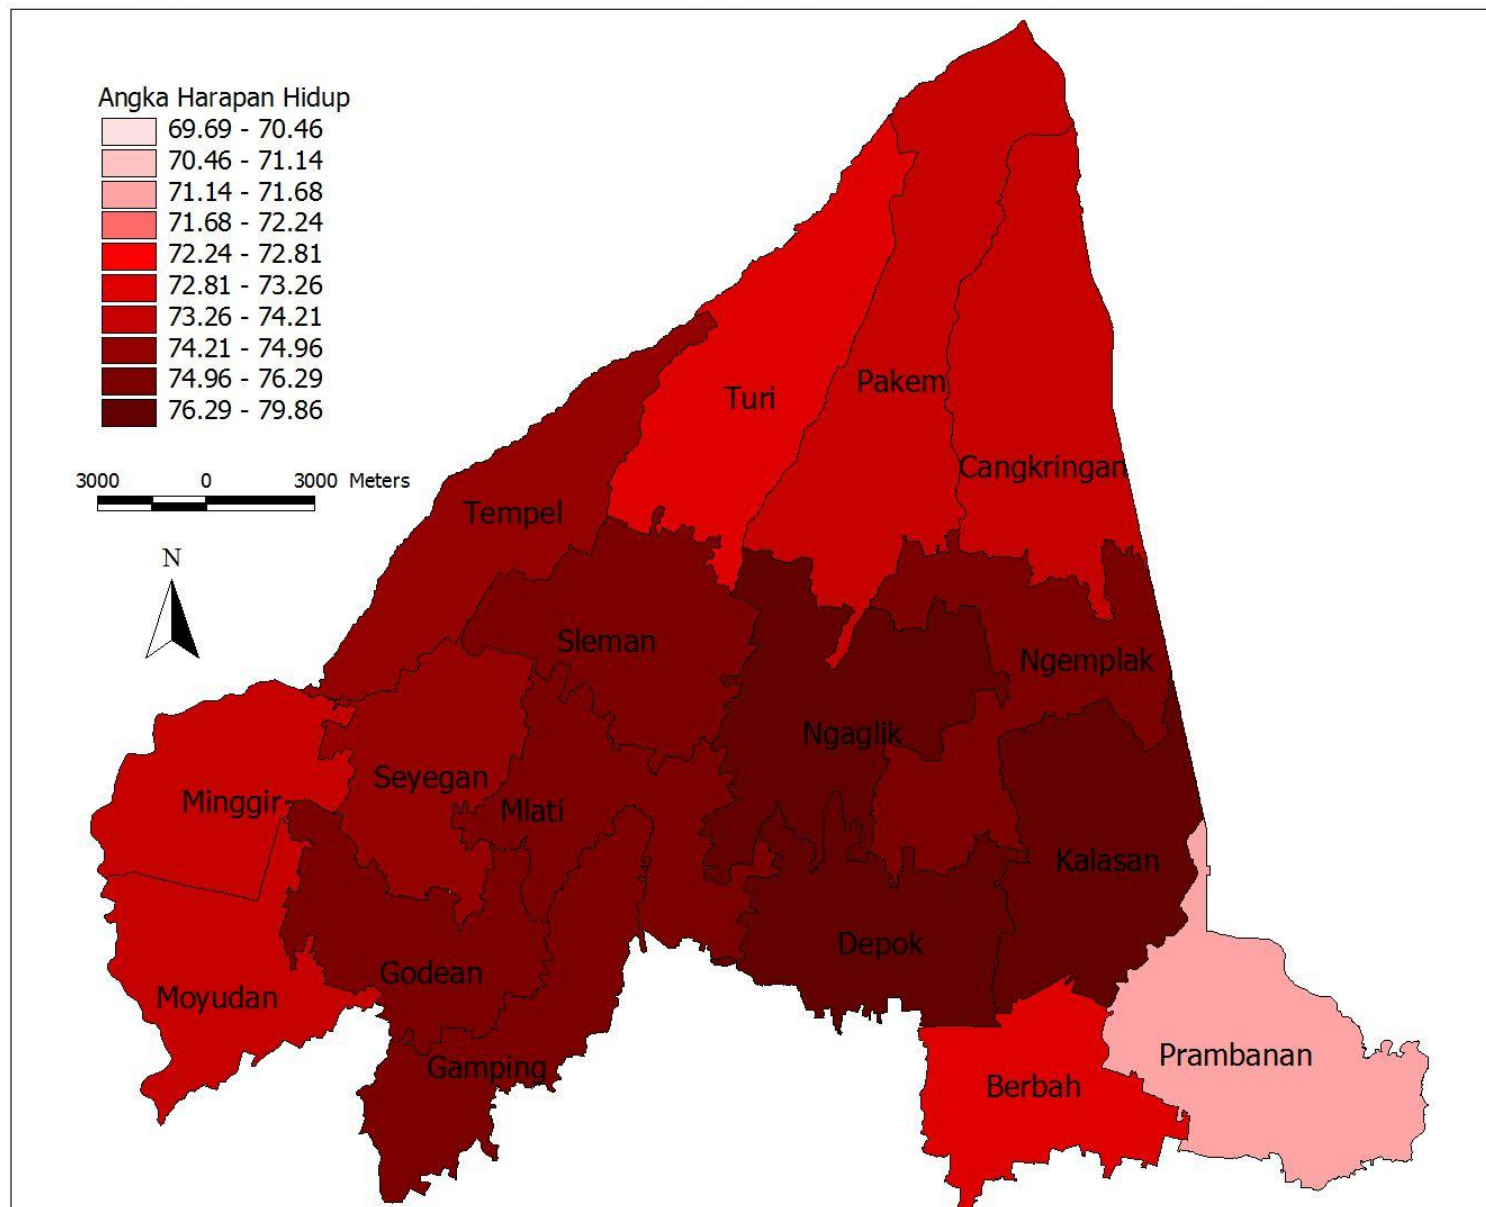 Angka Harapan Hidup
69.69 - 70.46
70.46 - 71.14
71.14 - 71.68
71.68 - 72.24
72.24 - 72.81
72.81 - 73.26
73.26 - 74.21
74.21 - 74.96
74.96 - 76.29
76.29 - 79.86
3000 0 3000 Meters
N
Turi
Pakem
Cangkringan
Tempel
Sleman
Ngemplak
Ngaglik
Seyegan
Minggir
Mlati
Kalasan
Depok
Godean
Moyudan
Gamping
Prambanan
Berbah